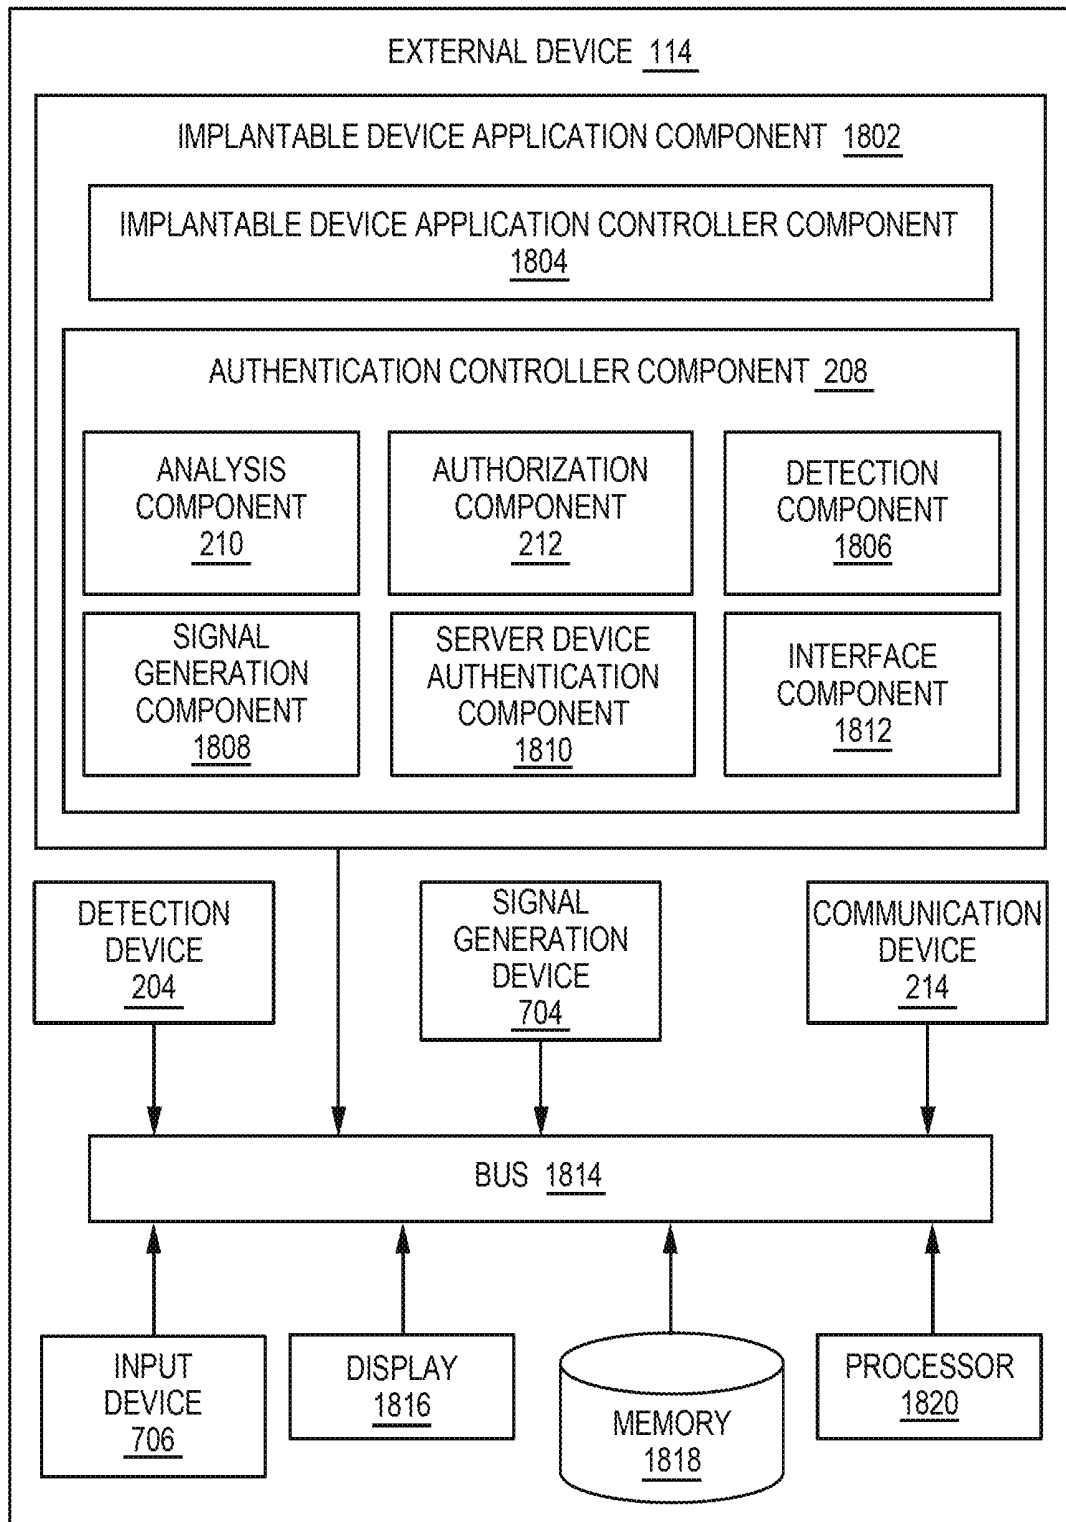 EXTERNAL DEVICE 114
IMPLANTABLE DEVICE APPLICATION COMPONENT 1802
IMPLANTABLE DEVICE APPLICATION CONTROLLER COMPONENT
1804
AUTHENTICATION CONTROLLER COMPONENT 208
ANALYSIS
COMPONENT
210
AUTHORIZATION
COMPONENT
212
DETECTION
COMPONENT
1806
SIGNAL
GENERATION
COMPONENT
1808
SERVER DEVICE
AUTHENTICATION
COMPONENT
1810
INTERFACE
COMPONENT
1812
DETECTION
DEVICE
204
SIGNAL
GENERATION
DEVICE
704
COMMUNICATION
DEVICE
214
BUS 1814
INPUT
DEVICE
706
DISPLAY
1816
MEMORY
1818
PROCESSOR
1820